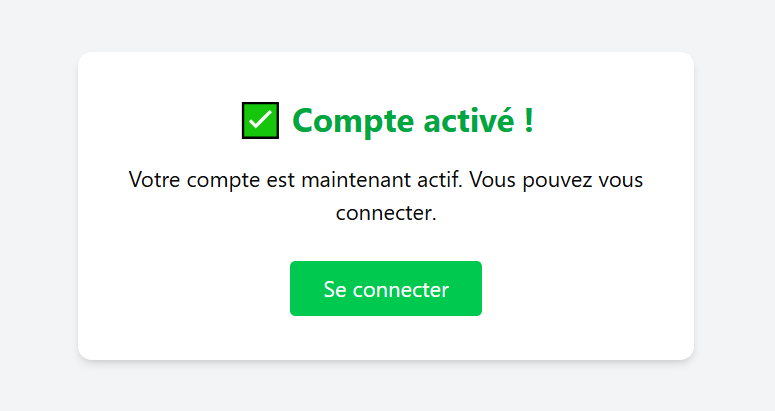 ✅ Compte activé !
Votre compte est maintenant actif. Vous pouvez vous
connecter.
Se connecter